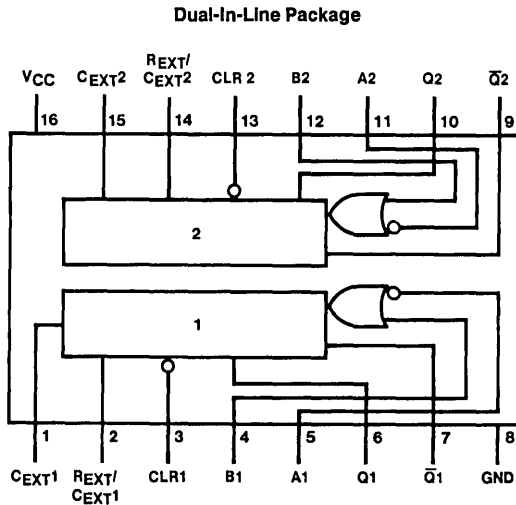 Dual-In-Line Package
VCC CEXT2 REXT/ CEXT2 CLR 2 B2 A2 Q2 Q̅2
16 15 14 13 12 11 10 9
2
1
1 2 3 4 5 6 7 8
CEXT1 REXT/ CEXT1 CLR1 B1 A1 Q1 Q̅1 GND